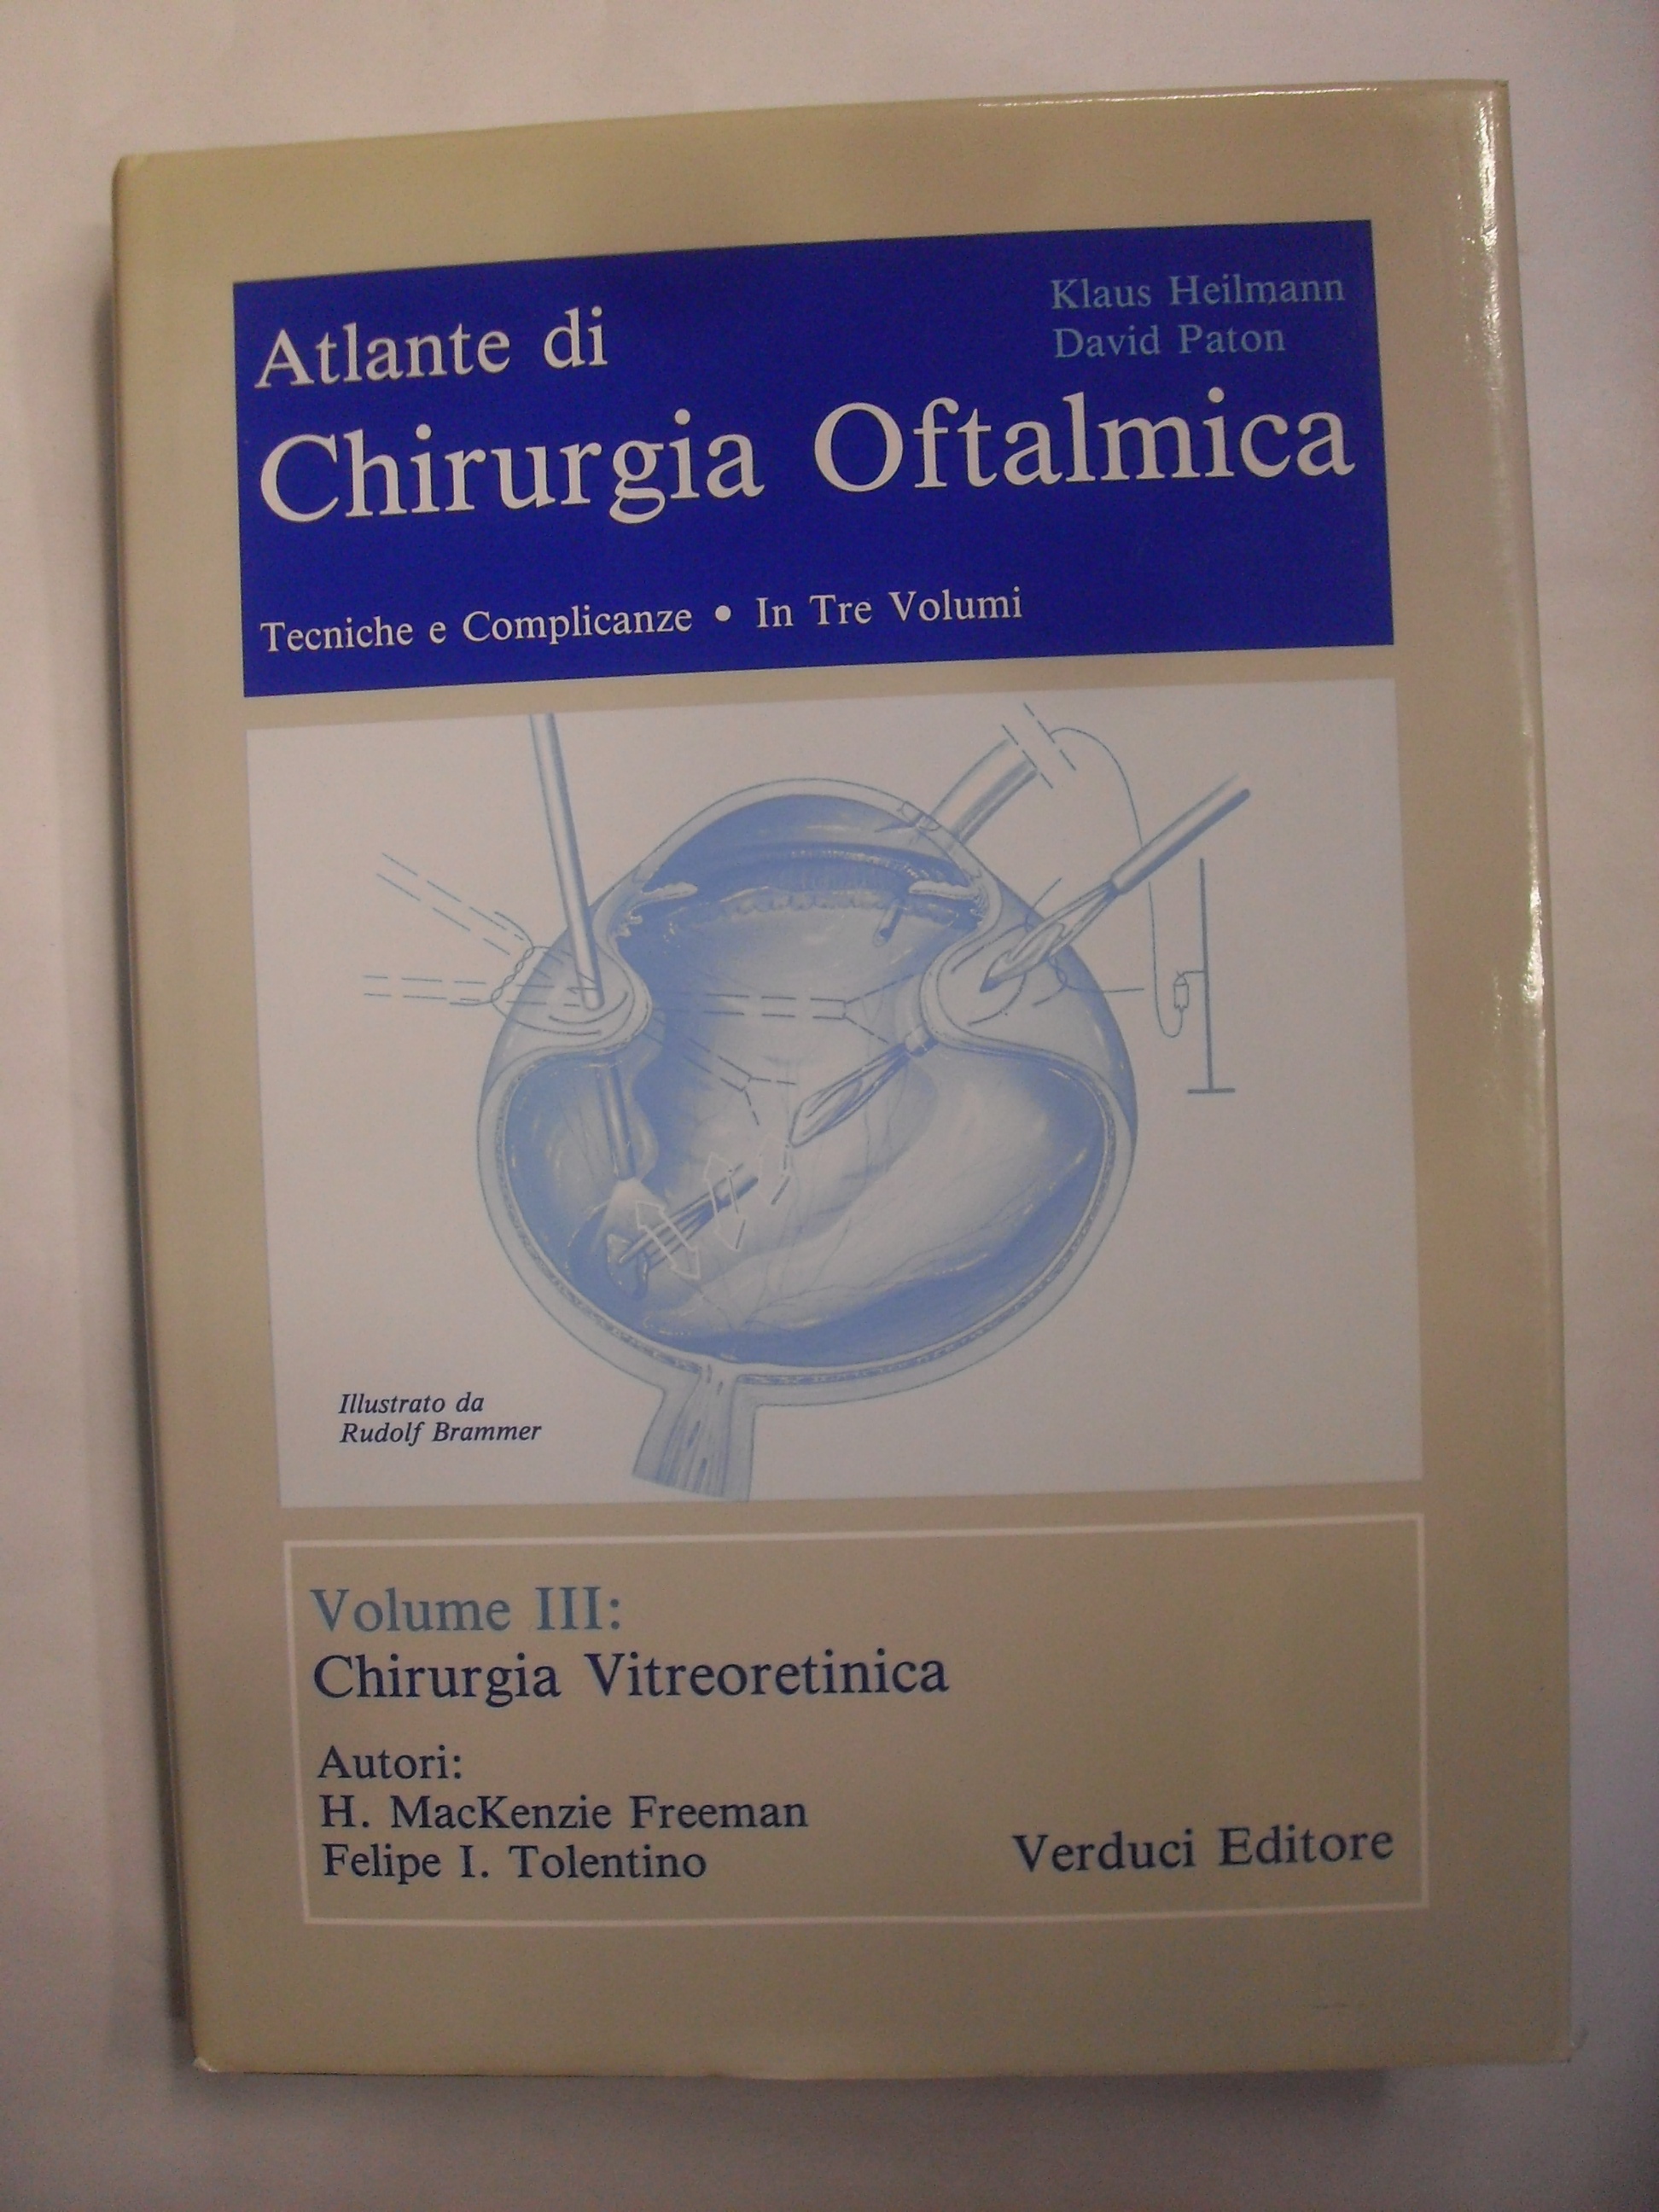 Klaus Heilmann
David Paton
Atlante di
Chirurgia Oftalmica
Tecniche e Complicanze • In Tre Volumi
Illustrato da
Rudolf Brammer
Volume III:
Chirurgia Vitreoretinica
Autori:
H. MacKenzie Freeman
Felipe I. Tolentino
Verduci Editore